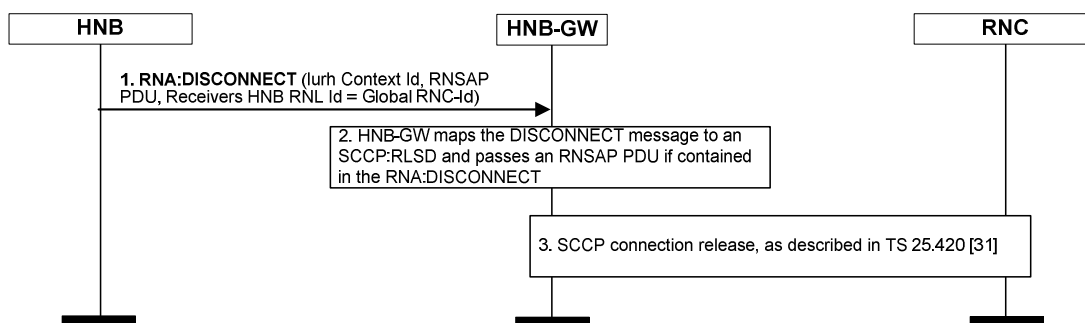 HNB
HNB-GW
RNC
1. RNA:DISCONNECT (Iurh Context Id, RNSAP
PDU, Receivers HNB RNL Id = Global RNC-Id)
2. HNB-GW maps the DISCONNECT message to an
SCCP:RLSD and passes an RNSAP PDU if contained
in the RNA:DISCONNECT
3. SCCP connection release, as described in TS 25.420 [31]